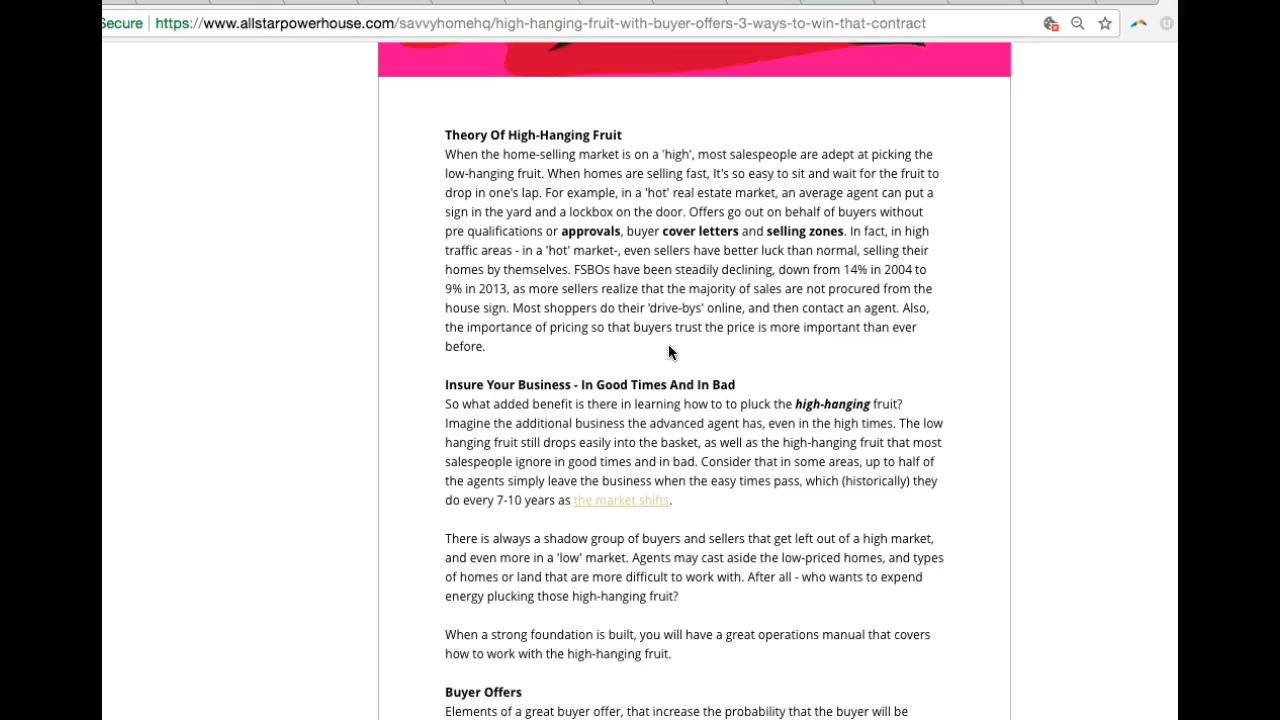 Secure https://www.allstarpowerhouse.com/savvyhomehq/high-hanging-fruit-with-buyer-offers-3-ways-to-win-that-contract
Theory Of High-Hanging Fruit
When the home-selling market is on a 'high', most salespeople are adept at picking the
low-hanging fruit. When homes are selling fast, It's so easy to sit and wait for the fruit to
drop in one's lap. For example, in a 'hot' real estate market, an average agent can put a
sign in the yard and a lockbox on the door. Offers go out on behalf of buyers without
pre qualifications or approvals, buyer cover letters and selling zones. In fact, in high
traffic areas - in a 'hot' market-, even sellers have better luck than normal, selling their
homes by themselves. FSBOs have been steadily declining, down from 14% in 2004 to
9% in 2013, as more sellers realize that the majority of sales are not procured from the
house sign. Most shoppers do their 'drive-bys' online, and then contact an agent. Also,
the importance of pricing so that buyers trust the price is more important than ever
before.
Insure Your Business - In Good Times And In Bad
So what added benefit is there in learning how to to pluck the high-hanging fruit?
Imagine the additional business the advanced agent has, even in the high times. The low
hanging fruit still drops easily into the basket, as well as the high-hanging fruit that most
salespeople ignore in good times and in bad. Consider that in some areas, up to half of
the agents simply leave the business when the easy times pass, which (historically) they
do every 7-10 years as the market shifts.
There is always a shadow group of buyers and sellers that get left out of a high market,
and even more in a 'low' market. Agents may cast aside the low-priced homes, and types
of homes or land that are more difficult to work with. After all - who wants to expend
energy plucking those high-hanging fruit?
When a strong foundation is built, you will have a great operations manual that covers
how to work with the high-hanging fruit.
Buyer Offers
Elements of a great buyer offer, that increase the probability that the buyer will be